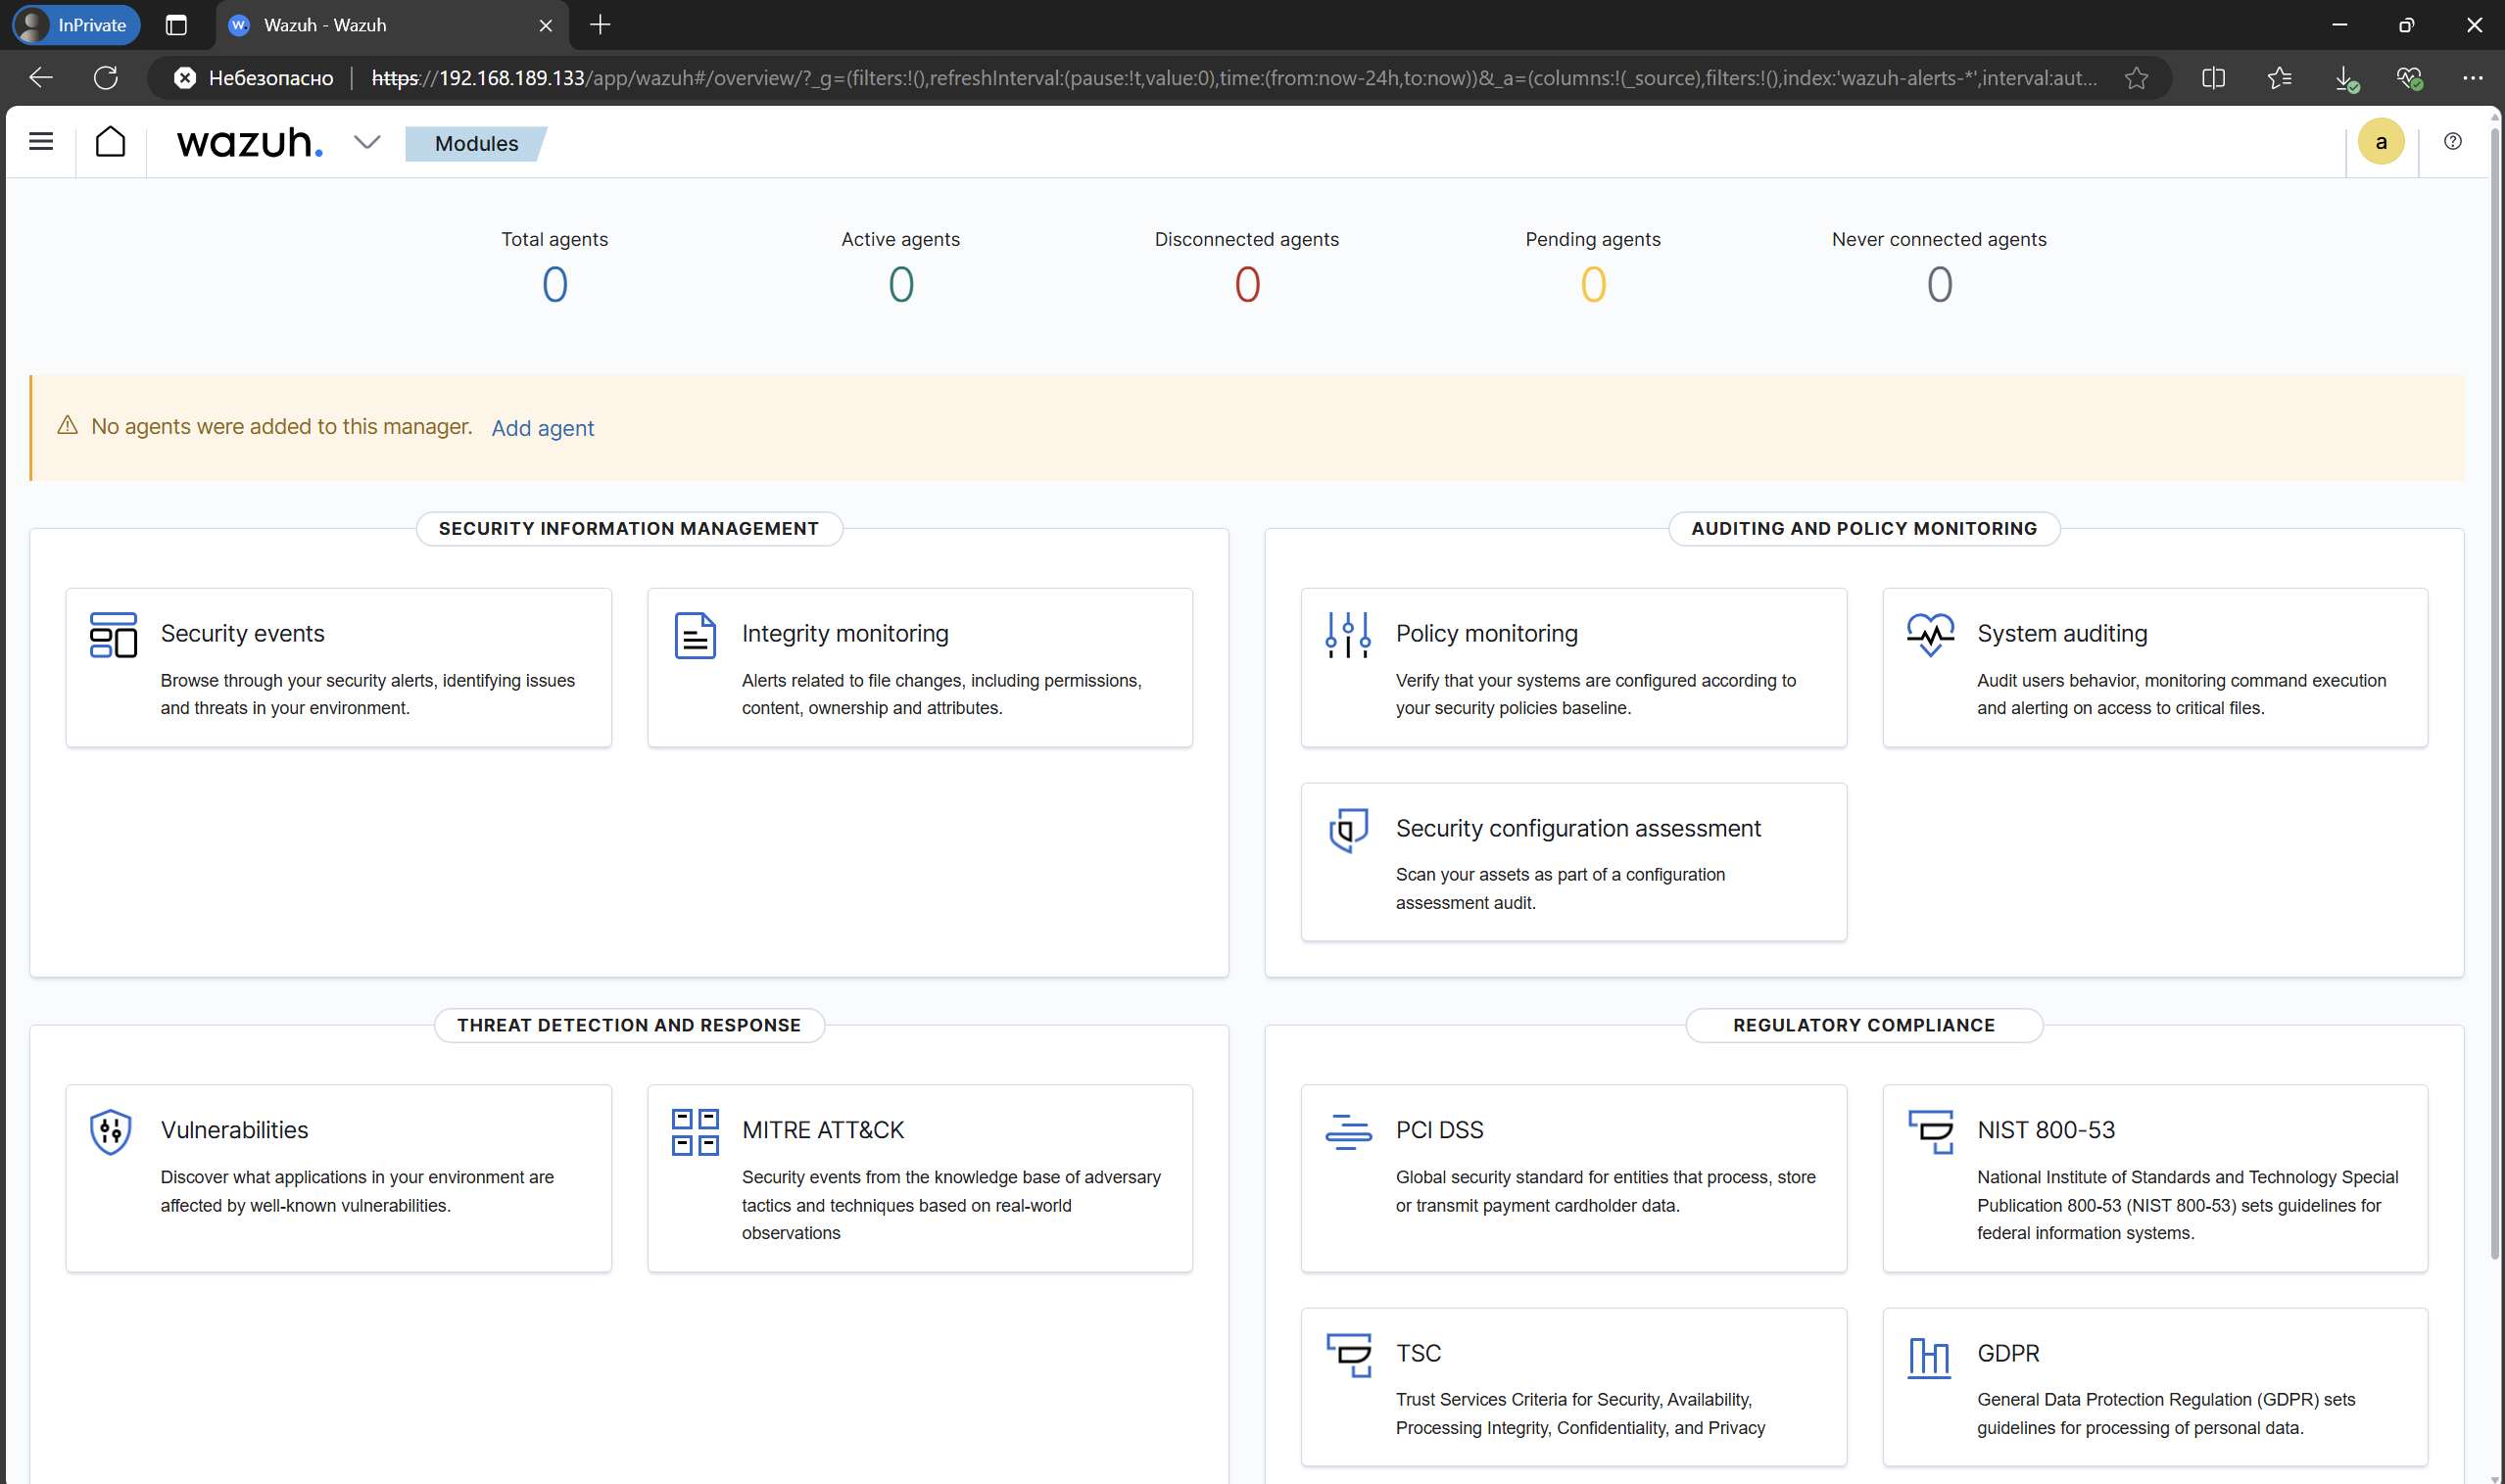 InPrivate
Wazuh - Wazuh
Небезопасно
https://192.168.189.133/app/wazuh#/overview/?_g=(filters:!(),refreshInterval:(pause:!t,value:0),time:(from:now-24h,to:now))&_a=(columns:!(_source),filters:!(),index:'wazuh-alerts-*',interval:aut...
wazuh.
Modules
a
Total agents
0
Active agents
0
Disconnected agents
0
Pending agents
0
Never connected agents
0
No agents were added to this manager. Add agent
SECURITY INFORMATION MANAGEMENT
Security events
Browse through your security alerts, identifying issues
and threats in your environment.
Integrity monitoring
Alerts related to file changes, including permissions,
content, ownership and attributes.
AUDITING AND POLICY MONITORING
Policy monitoring
Verify that your systems are configured according to
your security policies baseline.
System auditing
Audit users behavior, monitoring command execution
and alerting on access to critical files.
Security configuration assessment
Scan your assets as part of a configuration
assessment audit.
THREAT DETECTION AND RESPONSE
Vulnerabilities
Discover what applications in your environment are
affected by well-known vulnerabilities.
MITRE ATT&CK
Security events from the knowledge base of adversary
tactics and techniques based on real-world
observations
REGULATORY COMPLIANCE
PCI DSS
Global security standard for entities that process, store
or transmit payment cardholder data.
NIST 800-53
National Institute of Standards and Technology Special
Publication 800-53 (NIST 800-53) sets guidelines for
federal information systems.
TSC
Trust Services Criteria for Security, Availability,
Processing Integrity, Confidentiality, and Privacy
GDPR
General Data Protection Regulation (GDPR) sets
guidelines for processing of personal data.